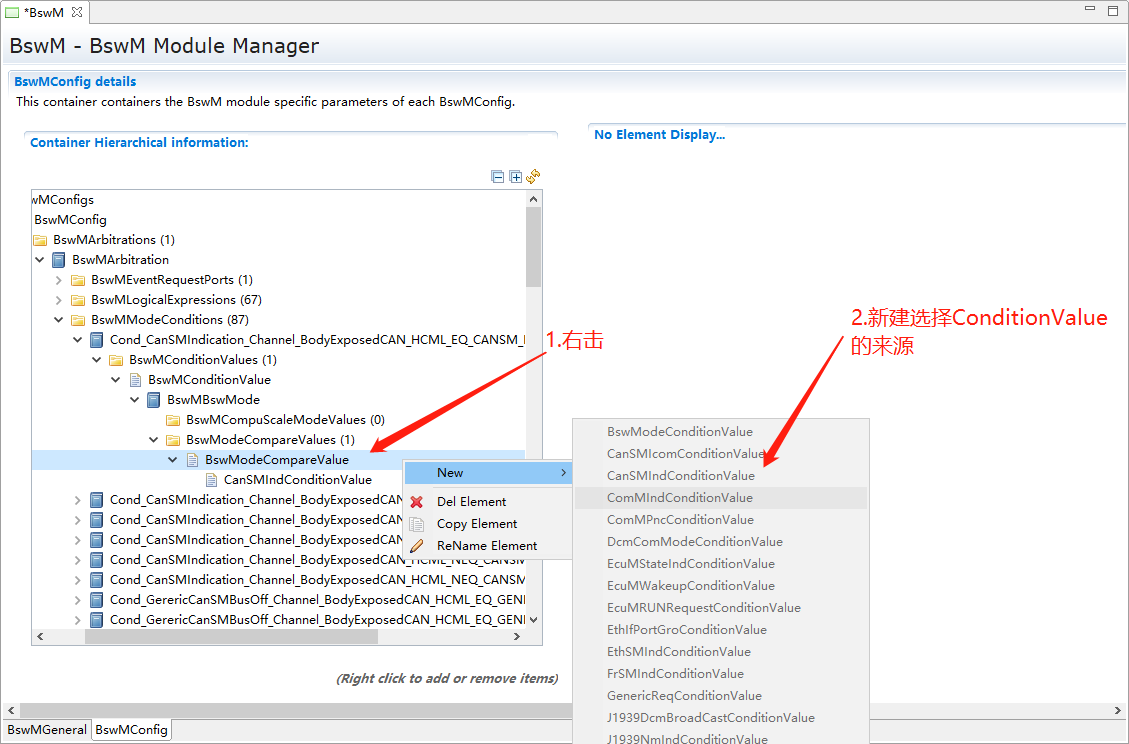 *BswM
BswM - BswM Module Manager
BswMConfig details
This container containers the BswM module specific parameters of each BswMConfig.
Container Hierarchical information:
No Element Display...
wMConfigs
BswMConfig
BswMArbitrations (1)
BswMArbitration
BswMEventRequestPorts (1)
BswMLogicalExpressions (67)
BswMModeConditions (87)
Cond_CanSMIndication_Channel_BodyExposedCAN_HCML_EQ_CANSM_
BswMConditionValues (1)
BswMConditionValue
BswMBswMode
BswMCompuScaleModeValues (0)
BswModeCompareValues (1)
BswModeCompareValue
CanSMIndConditionValue
Cond_CanSMIndication_Channel_BodyExposedCAN
Cond_CanSMIndication_Channel_BodyExposedCAN
Cond_CanSMIndication_Channel_BodyExposedCAN
Cond_CanSMIndication_Channel_BodyExposedCAN_HCML_NEQ_CANSM
Cond_CanSMIndication_Channel_BodyExposedCAN_HCML_NEQ_CANSM
Cond_GerericCanSMBusOff_Channel_BodyExposedCAN_HCML_EQ_GENI
Cond_GerericCanSMBusOff_Channel_BodyExposedCAN_HCML_EQ_GENI
(Right click to add or remove items)
BswMGeneral
BswMConfig
1.右击
2.新建选择ConditionValue
的来源
New
Del Element
Copy Element
ReName Element
BswModeConditionValue
CanSMIcomConditionValue
CanSMIndConditionValue
ComMIndConditionValue
ComMPncConditionValue
DcmComModeConditionValue
EcuMStateIndConditionValue
EcuMWakeupConditionValue
EcuMRUNRequestConditionValue
EthIfPortGroConditionValue
EthSMIndConditionValue
FrSMIndConditionValue
GenericReqConditionValue
J1939DcmBroadCastConditionValue
J1939NmIndConditionValue